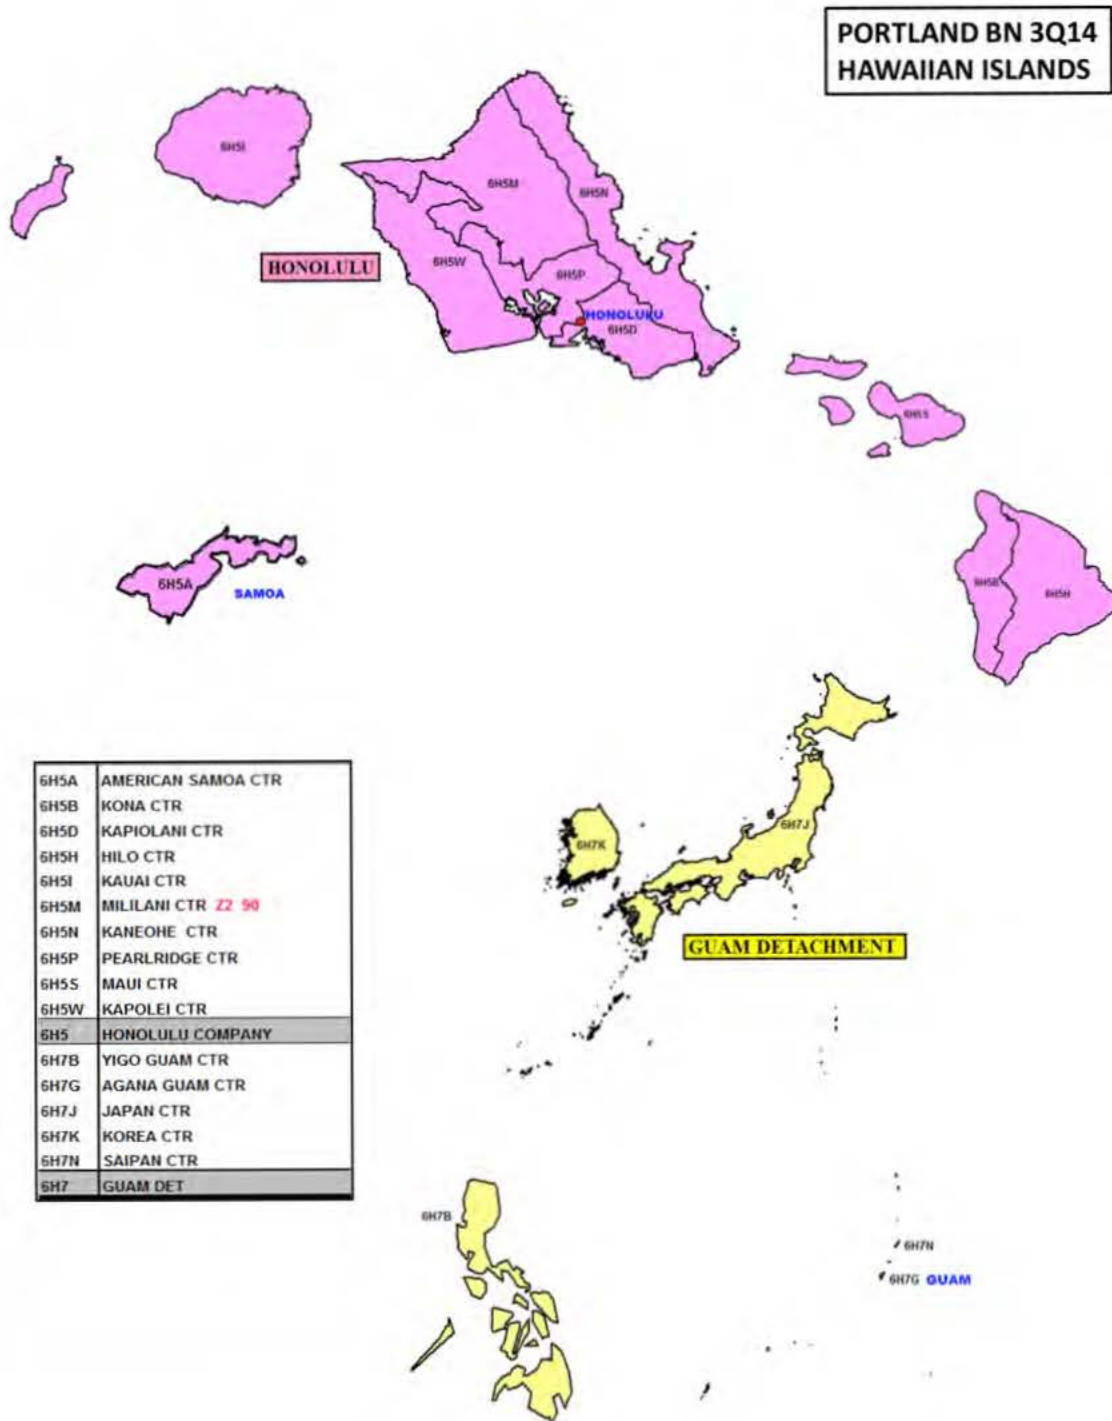 PORTLAND BN 3Q14
HAWAIIAN ISLANDS
6H5I
6H5M
6H5N
HONOLULU
6H5W
6H5P
HONOLULU
6H5D
6H5S
6H5A
SAMOA
6H5B
6H5H
6H7J
6H7K
GUAM DETACHMENT
6H5A AMERICAN SAMOA CTR
6H5B KONA CTR
6H5D KAPIOLANI CTR
6H5H HILO CTR
6H5I KAUAI CTR
6H5M MILILANI CTR Z2 90
6H5N KANEOHE CTR
6H5P PEARLRIDGE CTR
6H5S MAUI CTR
6H5W KAPOLEI CTR
6H5 HONOLULU COMPANY
6H7B YIGO GUAM CTR
6H7G AGANA GUAM CTR
6H7J JAPAN CTR
6H7K KOREA CTR
6H7N SAIPAN CTR
6H7 GUAM DET
6H7B
6H7N
6H7G GUAM